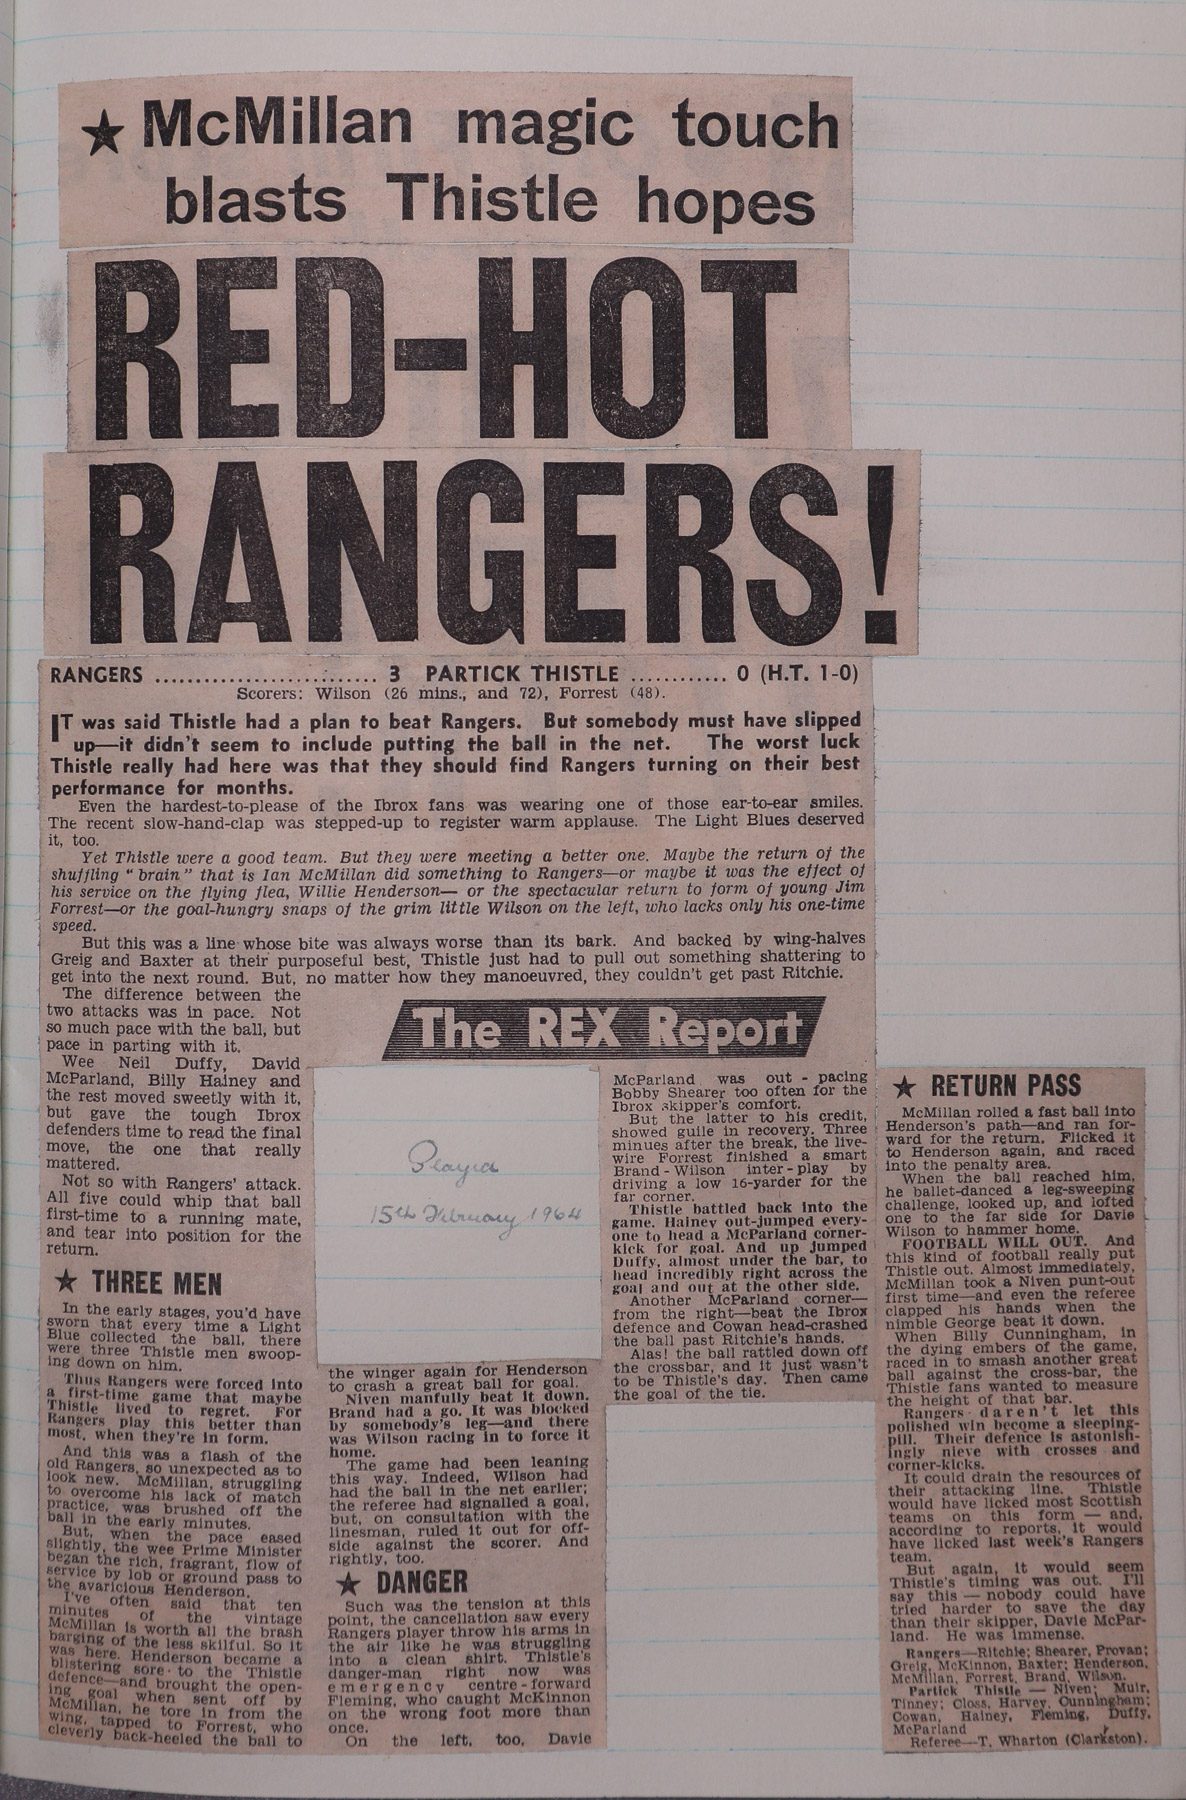 ★ McMillan magic touch
blasts Thistle hopes
RED-HOT
RANGERS!
RANGERS ............................ 3 PARTICK THISTLE ............ 0 (H.T. 1-0)
Scorers: Wilson (26 mins., and 72), Forrest (48).
IT was said Thistle had a plan to beat Rangers. But somebody must have slipped
up—it didn't seem to include putting the ball in the net. The worst luck
Thistle really had here was that they should find Rangers turning on their best
performance for months.
Even the hardest-to-please of the Ibrox fans was wearing one of those ear-to-ear smiles.
The recent slow-hand-clap was stepped-up to register warm applause. The Light Blues deserved
it, too.
Yet Thistle were a good team. But they were meeting a better one. Maybe the return of the
shuffling "brain" that is Ian McMillan did something to Rangers—or maybe it was the effect of
his service on the flying flea, Willie Henderson— or the spectacular return to form of young Jim
Forrest—or the goal-hungry snaps of the grim little Wilson on the left, who lacks only his one-time
speed.
But this was a line whose bite was always worse than its bark. And backed by wing-halves
Greig and Baxter at their purposeful best, Thistle just had to pull out something shattering to
get into the next round. But, no matter how they manoeuvred, they couldn't get past Ritchie.
The difference between the
two attacks was in pace. Not
so much pace with the ball, but
pace in parting with it.
Wee Neil Duffy, David
McParland, Billy Hainey and
the rest moved sweetly with it,
but gave the tough Ibrox
defenders time to read the final
move, the one that really
mattered.
Not so with Rangers' attack.
All five could whip that ball
first-time to a running mate,
and tear into position for the
return.
★ THREE MEN
In the early stages, you'd have
sworn that every time a Light
Blue collected the ball, there
were three Thistle men swoop-
ing down on him.
Thus Rangers were forced into
a first-time game that maybe
Thistle lived to regret. For
Rangers play this better than
most, when they're in form.
And this was a flash of the
old Rangers, so unexpected as to
look new. McMillan, struggling
to overcome his lack of match
practice, was brushed off the
ball in the early minutes.
But, when the pace eased
slightly, the wee Prime Minister
began the rich, fragrant, flow of
service by lob or ground pass to
the avaricious Henderson.
I've often said that ten
minutes of the vintage
McMillan is worth all the brash
barging of the less skilful. So it
was here. Henderson became a
blistering sore to the Thistle
defence—and brought the open-
ing goal when sent off by
McMillan, he tore in from the
wing, tapped to Forrest, who
cleverly back-heeled the ball to
The REX Report
Played
15th February 1964
the winger again for Henderson
to crash a great ball for goal.
Niven manfully beat it down.
Brand had a go. It was blocked
by somebody's leg—and there
was Wilson racing in to force it
home.
The game had been leaning
this way. Indeed, Wilson had
had the ball in the net earlier;
the referee had signalled a goal,
but, on consultation with the
linesman, ruled it out for off-
side against the scorer. And
rightly, too.
★ DANGER
Such was the tension at this
point, the cancellation saw every
Rangers player throw his arms in
the air like he was struggling
into a clean shirt. Thistle's
danger-man right now was
emergency centre-forward
Fleming, who caught McKinnon
on the wrong foot more than
once.
On the left, too, Davie
McParland was out-pacing
Bobby Shearer too often for the
Ibrox skipper's comfort.
But the latter to his credit,
showed guile in recovery. Three
minues after the break, the live-
wire Forrest finished a smart
Brand-Wilson inter-play by
driving a low 16-yarder for the
far corner.
Thistle battled back into the
game. Hainey out-jumped every-
one to head a McParland corner-
kick for goal. And up jumped
Duffy, almost under the bar, to
head incredibly right across the
goal and out at the other side.
Another McParland corner—
from the right—beat the Ibrox
defence and Cowan head-crashed
the ball past Ritchie's hands.
Alas! the ball rattled down off
the crossbar, and it just wasn't
to be Thistle's day. Then came
the goal of the tie.
★ RETURN PASS
McMillan rolled a fast ball into
Henderson's path—and ran for-
ward for the return. Flicked it
to Henderson again, and raced
into the penalty area.
When the ball reached him,
he ballet-danced a leg-sweeping
challenge, looked up, and lofted
one to the far side for Davie
Wilson to hammer home.
FOOTBALL WILL OUT. And
this kind of football really put
Thistle out. Almost immediately,
McMillan took a Niven punt-out
first time—and even the referee
clapped his hands when the
nimble George beat it down.
When Billy Cunningham, in
the dying embers of the game,
raced in to smash another great
ball against the cross-bar, the
Thistle fans wanted to measure
the height of that bar.
Rangers daren't let this
polished win become a sleeping-
pill. Their defence is astonish-
ingly nieve with crosses and
corner-kicks.
It could drain the resources of
their attacking line. Thistle
would have licked most Scottish
teams on this form — and,
according to reports, it would
have licked last week's Rangers
team.
But again, it would seem
Thistle's timing was out. I'll
say this — nobody could have
tried harder to save the day
than their skipper, Davie McPar-
land. He was immense.
Rangers—Ritchie; Shearer, Provan;
Greig, McKinnon, Baxter; Henderson,
McMillan, Forrest, Brand, Wilson.
Partick Thistle — Niven; Muir,
Tinney; Closs, Harvey, Cunningham;
Cowan, Hainey, Fleming, Duffy,
McParland
Referee—T. Wharton (Clarkston).